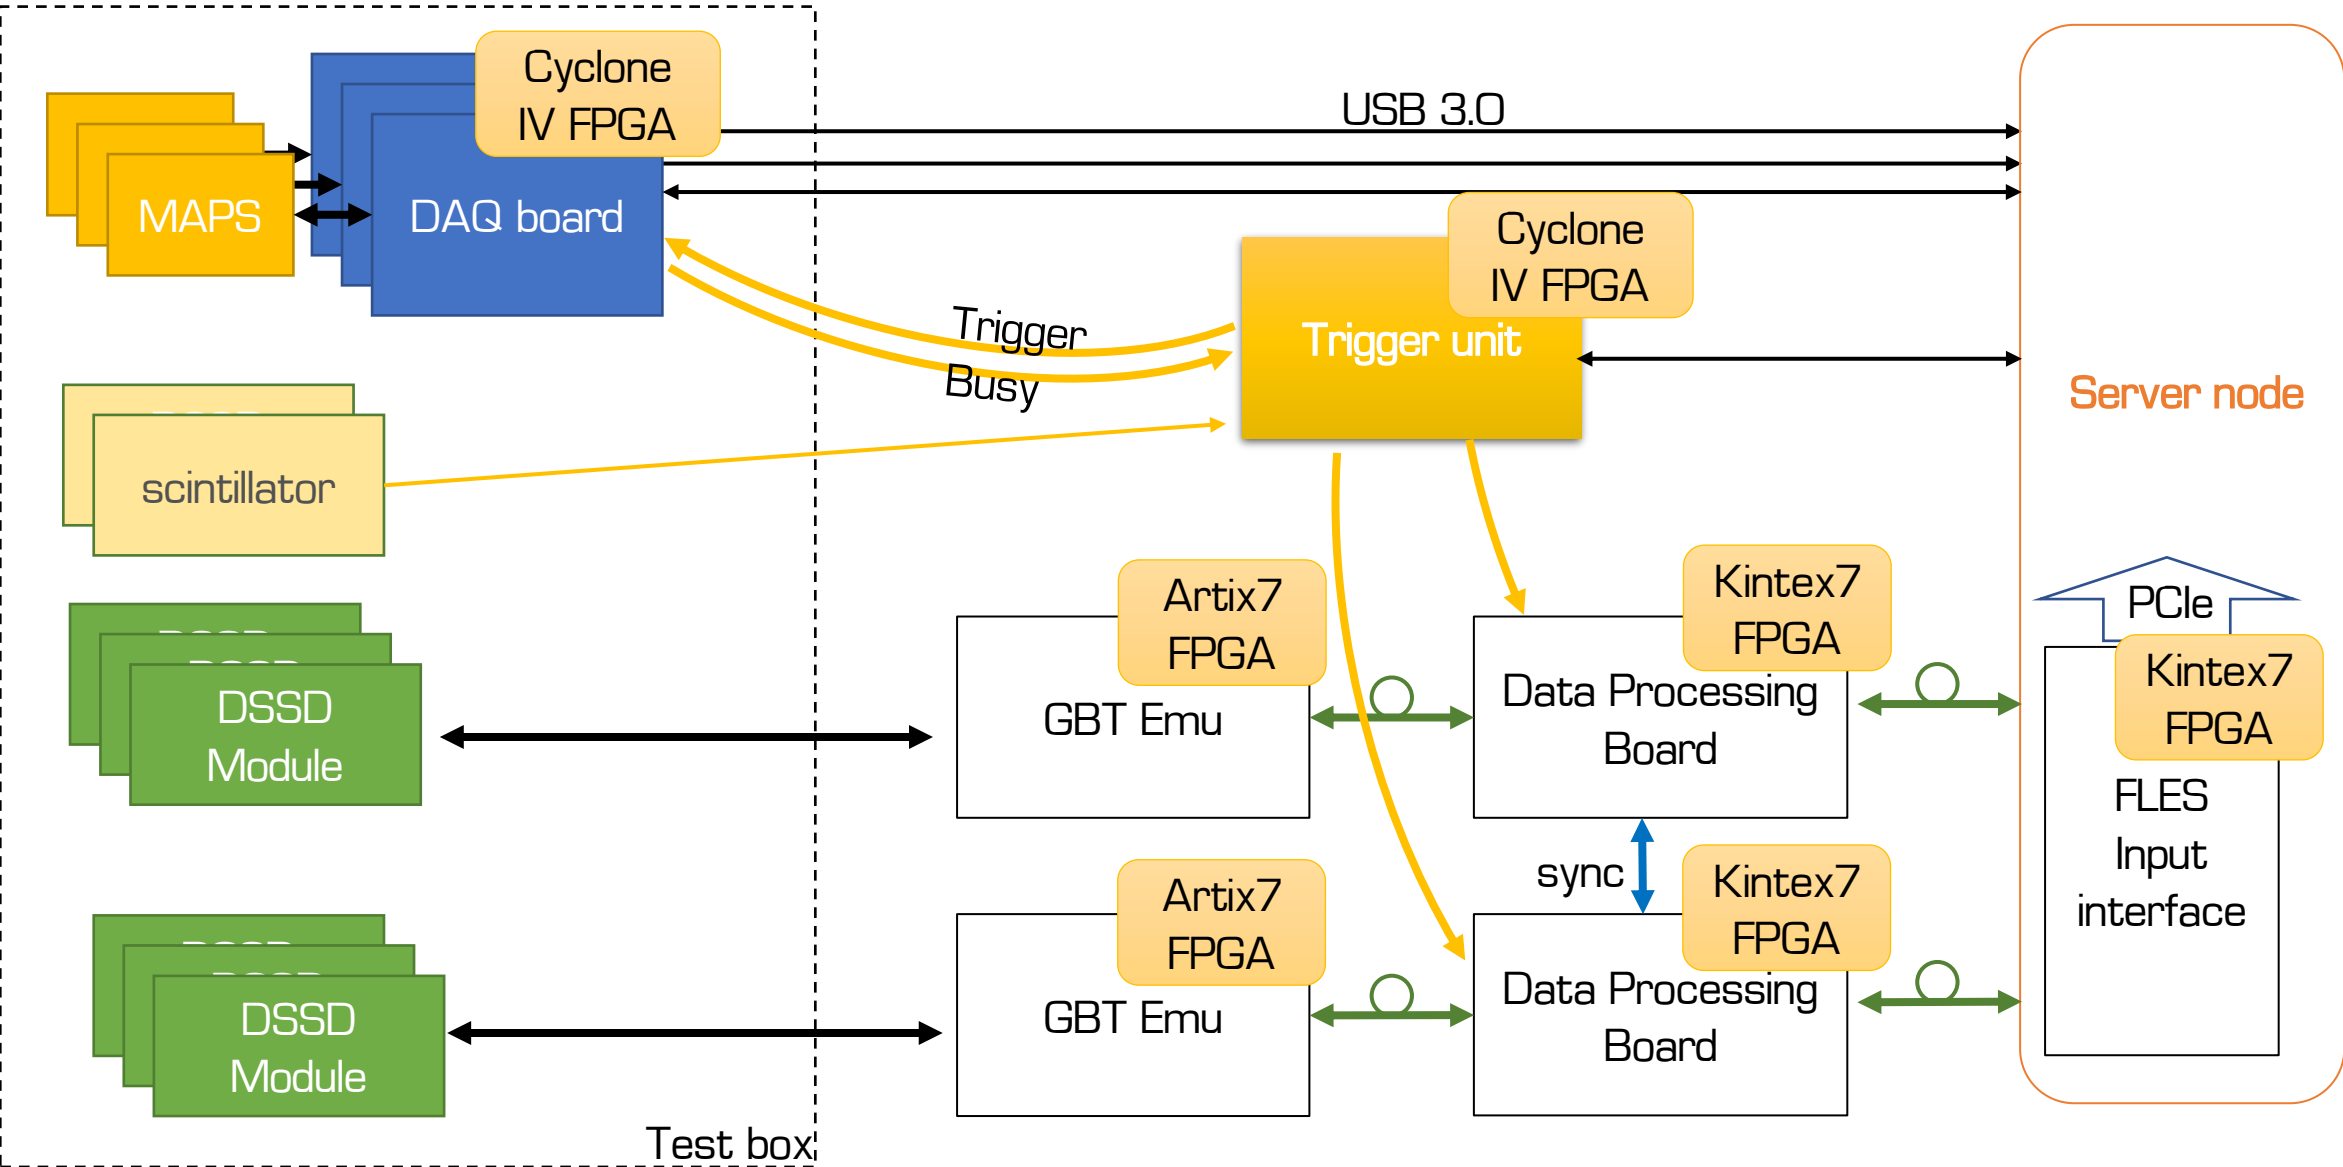 Cyclone
IV FPGA
USB 3.0
MAPS
DAQ board
Cyclone
IV FPGA
Trigger
Busy
Trigger unit
Server node
scintillator
Artix7
FPGA
Kintex7
FPGA
PCIe
Kintex7
FPGA
DSSD
Module
GBT Emu
Data Processing
Board
FLES
Input
interface
sync
Artix7
FPGA
Kintex7
FPGA
DSSD
Module
GBT Emu
Data Processing
Board
Test box